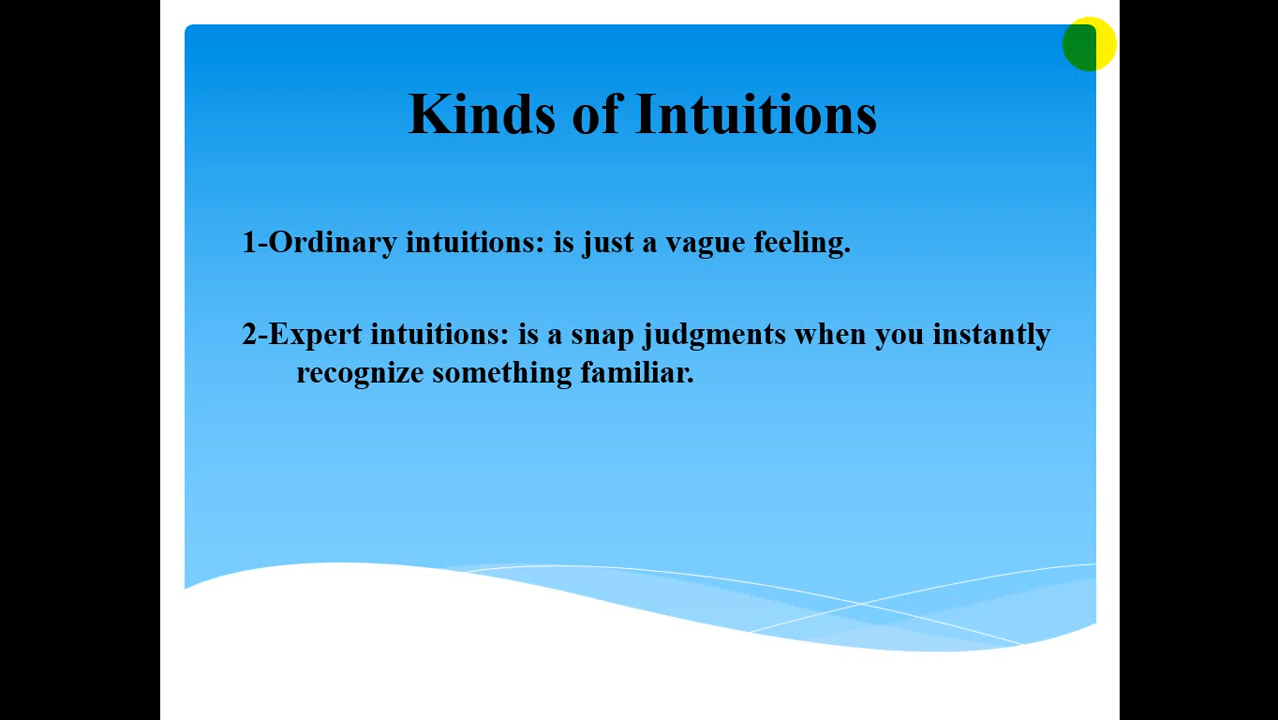 Kinds of Intuitions
1-Ordinary intuitions: is just a vague feeling.
2-Expert intuitions: is a snap judgments when you instantly
recognize something familiar.